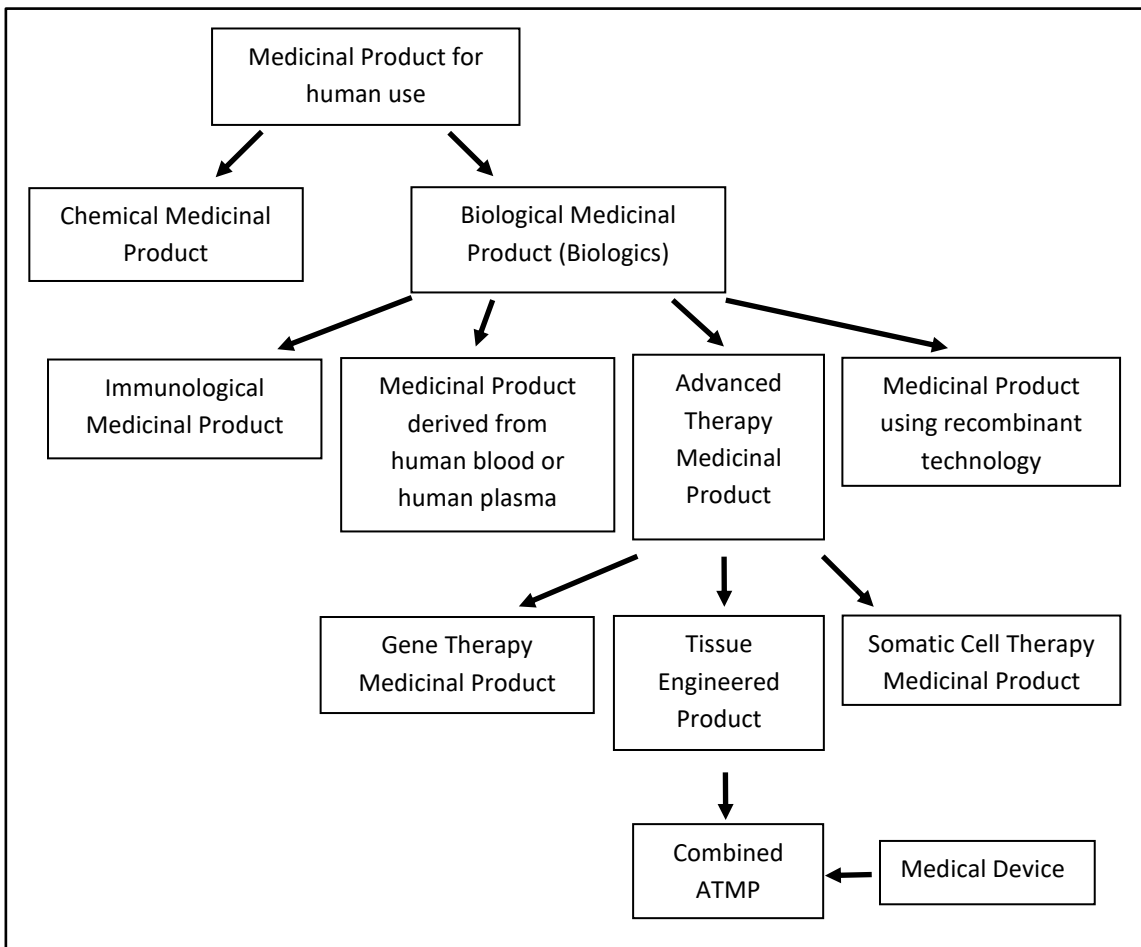 Medicinal Product for
human use
Chemical Medicinal
Product
Biological Medicinal
Product (Biologics)
Immunological
Medicinal Product
Medicinal Product
derived from
human blood or
human plasma
Advanced
Therapy
Medicinal
Product
Medicinal Product
using recombinant
technology
Gene Therapy
Medicinal Product
Tissue
Engineered
Product
Somatic Cell Therapy
Medicinal Product
Combined
ATMP
Medical Device